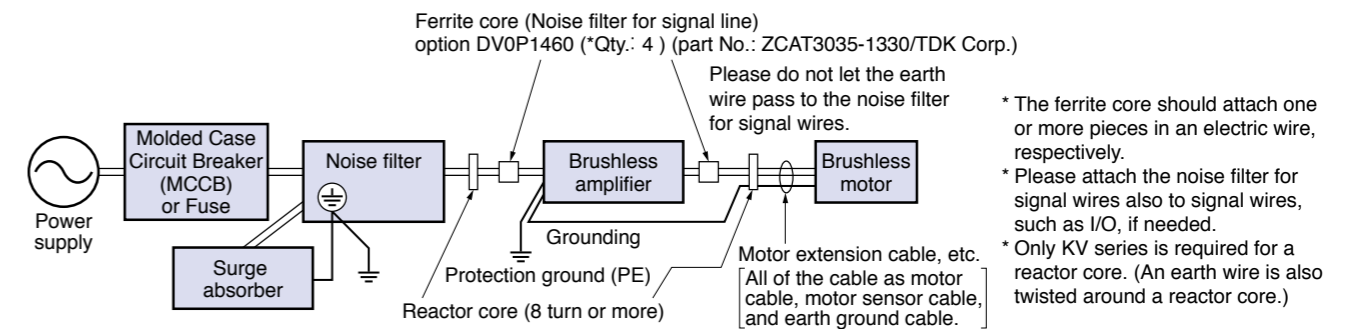 Ferrite core (Noise filter for signal line)
option DV0P1460 (*Qty.: 4 ) (part No.: ZCAT3035-1330/TDK Corp.)
Please do not let the earth
wire pass to the noise filter
for signal wires.
Power
supply
Molded Case
Circuit Breaker
(MCCB)
or Fuse
Noise filter
Surge
absorber
Brushless
amplifier
Brushless
motor
Grounding
Protection ground (PE)
Reactor core (8 turn or more)
Motor extension cable, etc.
All of the cable as motor
cable, motor sensor cable,
and earth ground cable.
* The ferrite core should attach one
or more pieces in an electric wire,
respectively.
* Please attach the noise filter for
signal wires also to signal wires,
such as I/O, if needed.
* Only KV series is required for a
reactor core. (An earth wire is also
twisted around a reactor core.)